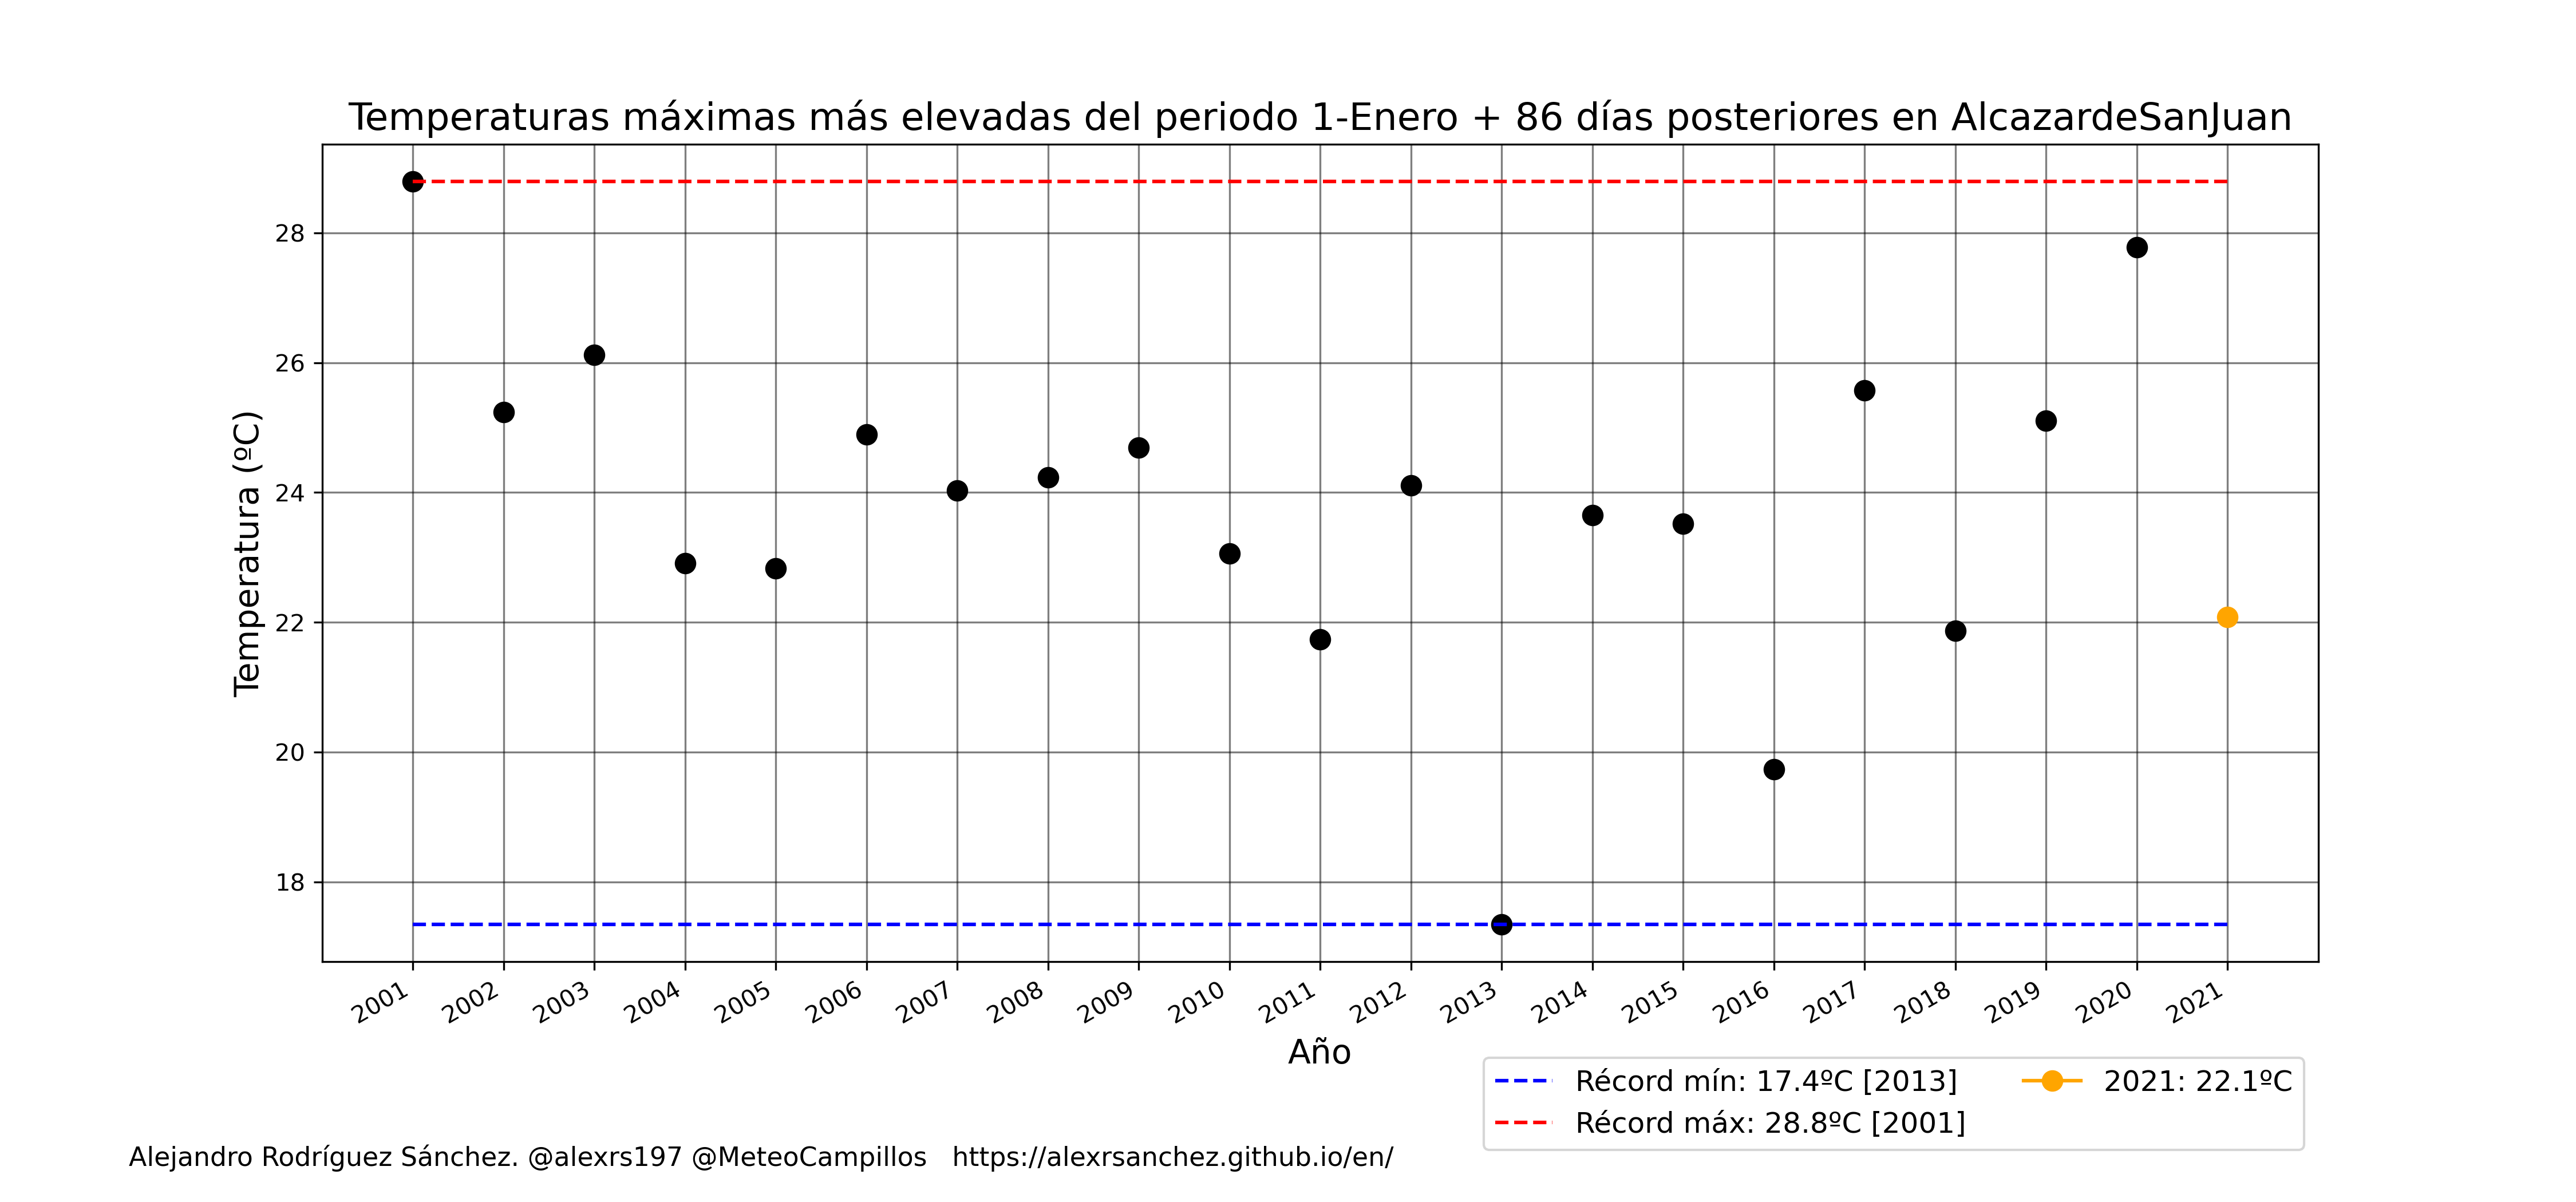 Temperaturas máximas más elevadas del periodo 1-Enero + 86 días posteriores en AlcazardeSanJuan
Temperatura (ºC)
28
26
24
22
20
18
2001 2002 2003 2004 2005 2006 2007 2008 2009 2010 2011 2012 2013 2014 2015 2016 2017 2018 2019 2020 2021
Año
Récord mín: 17.4ºC [2013]
Récord máx: 28.8ºC [2001]
2021: 22.1ºC
Alejandro Rodríguez Sánchez. @alexrs197 @MeteoCampillos https://alexrsanchez.github.io/en/